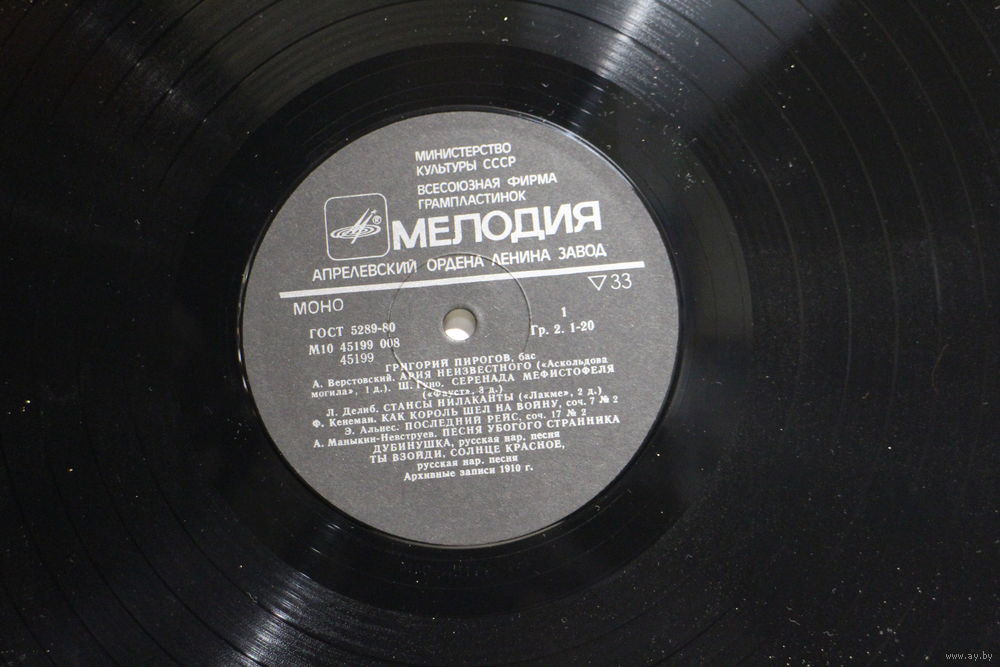 МИНИСТЕРСТВО
КУЛЬТУРЫ СССР
ВСЕСОЮЗНАЯ ФИРМА
ГРАМПЛАСТИНОК
®
МЕЛОДИЯ
АПРЕЛЕВСКИЙ ОРДЕНА ЛЕНИНА ЗАВОД
МОНО
▽33
ГОСТ 5289-80
1
М10 45199 008
Гр. 2. 1-20
45199
ГРИГОРИЙ ПИРОГОВ, бас
А. Верстовский. АРИЯ НЕИЗВЕСТНОГО («Аскольдова
могила», 1 д.). Ш. Гуно. СЕРЕНАДА МЕФИСТОФЕЛЯ
(«Фауст», 3 д.)
Л. Делиб. СТАНСЫ НИЛАКАНТЫ («Лакме», 2 д.)
Ф. Кенеман. КАК КОРОЛЬ ШЕЛ НА ВОЙНУ, соч. 7 № 2
Э. Альнес. ПОСЛЕДНИЙ РЕЙС, соч. 17 № 2
А. Маныкин-Невструев. ПЕСНЯ УБОГОГО СТРАННИКА
ДУБИНУШКА, русская нар. песня
ТЫ ВЗОЙДИ, СОЛНЦЕ КРАСНОЕ,
русская нар. песня
Архивные записи 1910 г.
www.ay.by